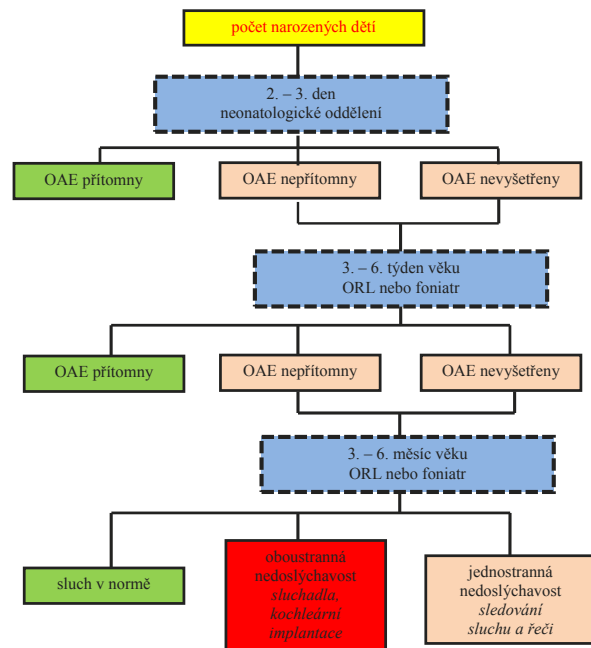 počet narozených dětí
2. – 3. den
neonatologické oddělení
OAE přítomny
OAE nepřítomny
OAE nevyšetřeny
3. – 6. týden věku
ORL nebo foniatr
OAE přítomny
OAE nepřítomny
OAE nevyšetřeny
3. – 6. měsíc věku
ORL nebo foniatr
sluch v normě
oboustranná
nedoslýchavost
sluchadla,
kochleární
implantace
jednostranná
nedoslýchavost
sledování
sluchu a řeči